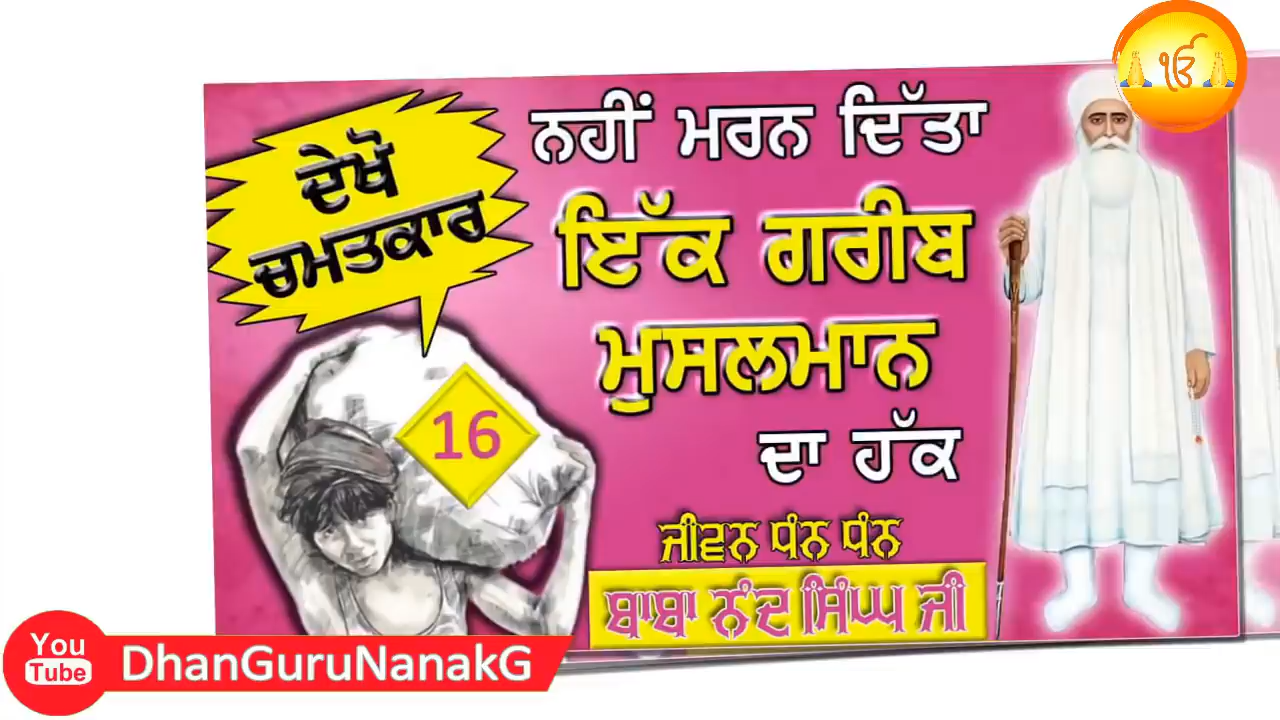 ੴ
ਦੇਖੋ
ਚਮਤਕਾਰ
ਨਹੀਂ ਮਰਨ ਦਿੱਤਾ
ਇੱਕ ਗਰੀਬ
ਮੁਸਲਮਾਨ
ਦਾ ਹੱਕ
16
ਜੀਵਨ ਧੰਨ ਧੰਨ
ਬਾਬਾ ਨੰਦ ਸਿੰਘ ਜੀ
You
Tube
DhanGuruNanakG